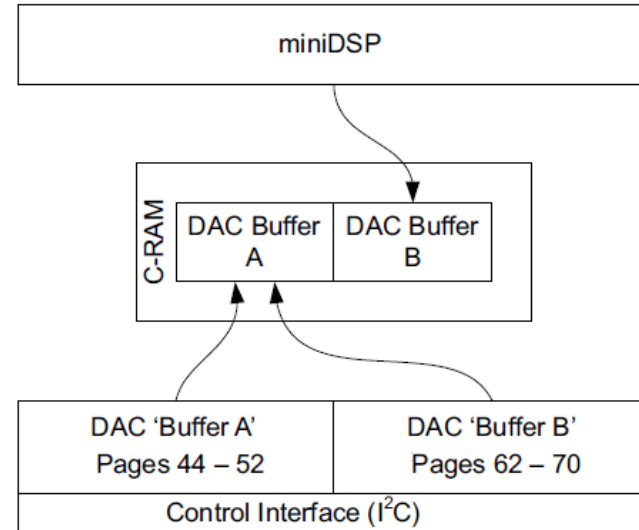 miniDSP
C-RAM
DAC Buffer
A
DAC Buffer
B
DAC ‘Buffer A’
Pages 44 – 52
DAC ‘Buffer B’
Pages 62 – 70
Control Interface (I²C)